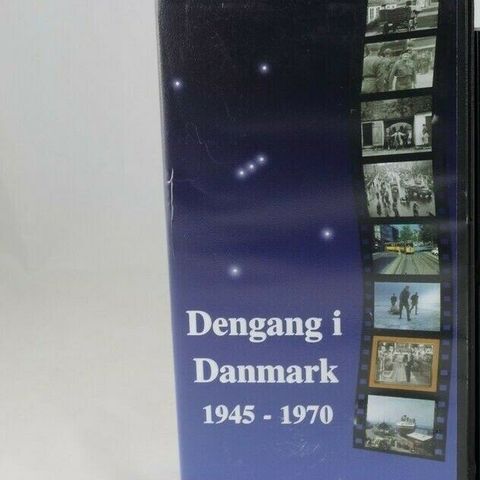 Dengang i
Danmark
1945 - 1970